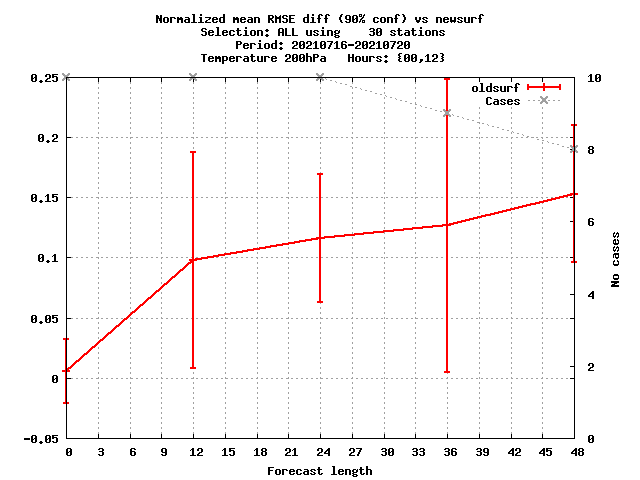 Normalized mean RMSE diff (90% conf) vs newsurf
Selection: ALL using    30 stations
Period: 20210716-20210720
Temperature 200hPa   Hours: {00,12}
0.25
0.2
0.15
0.1
0.05
0
-0.05
oldsurf
Cases
10
8
6
4
2
0
No cases
0 3 6 9 12 15 18 21 24 27 30 33 36 39 42 45 48
Forecast length